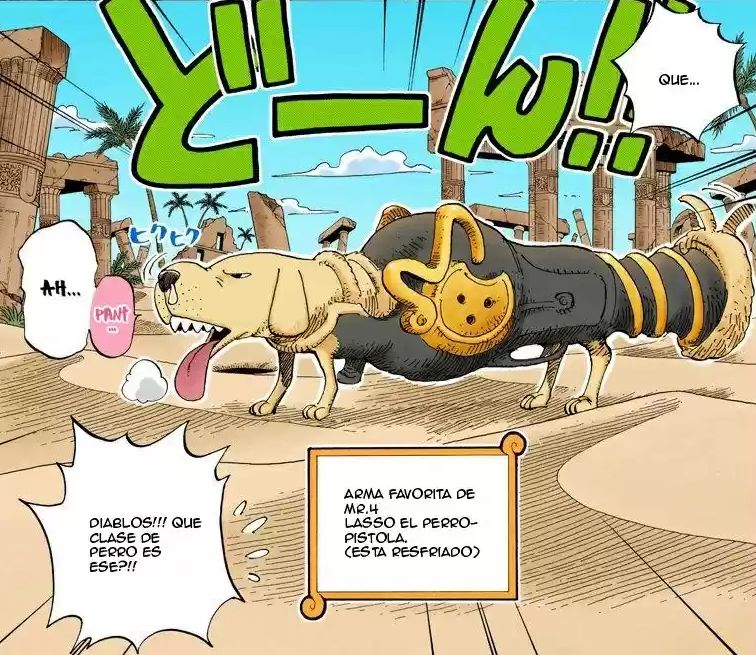 どーん!!
QUE...
ヒクヒク
AH...
PANT
...
DIABLOS!!! QUE
CLASE DE
PERRO ES
ESE?!!
ARMA FAVORITA DE
MR.4
LASSO EL PERRO-
PISTOLA.
(ESTA RESFRIADO)